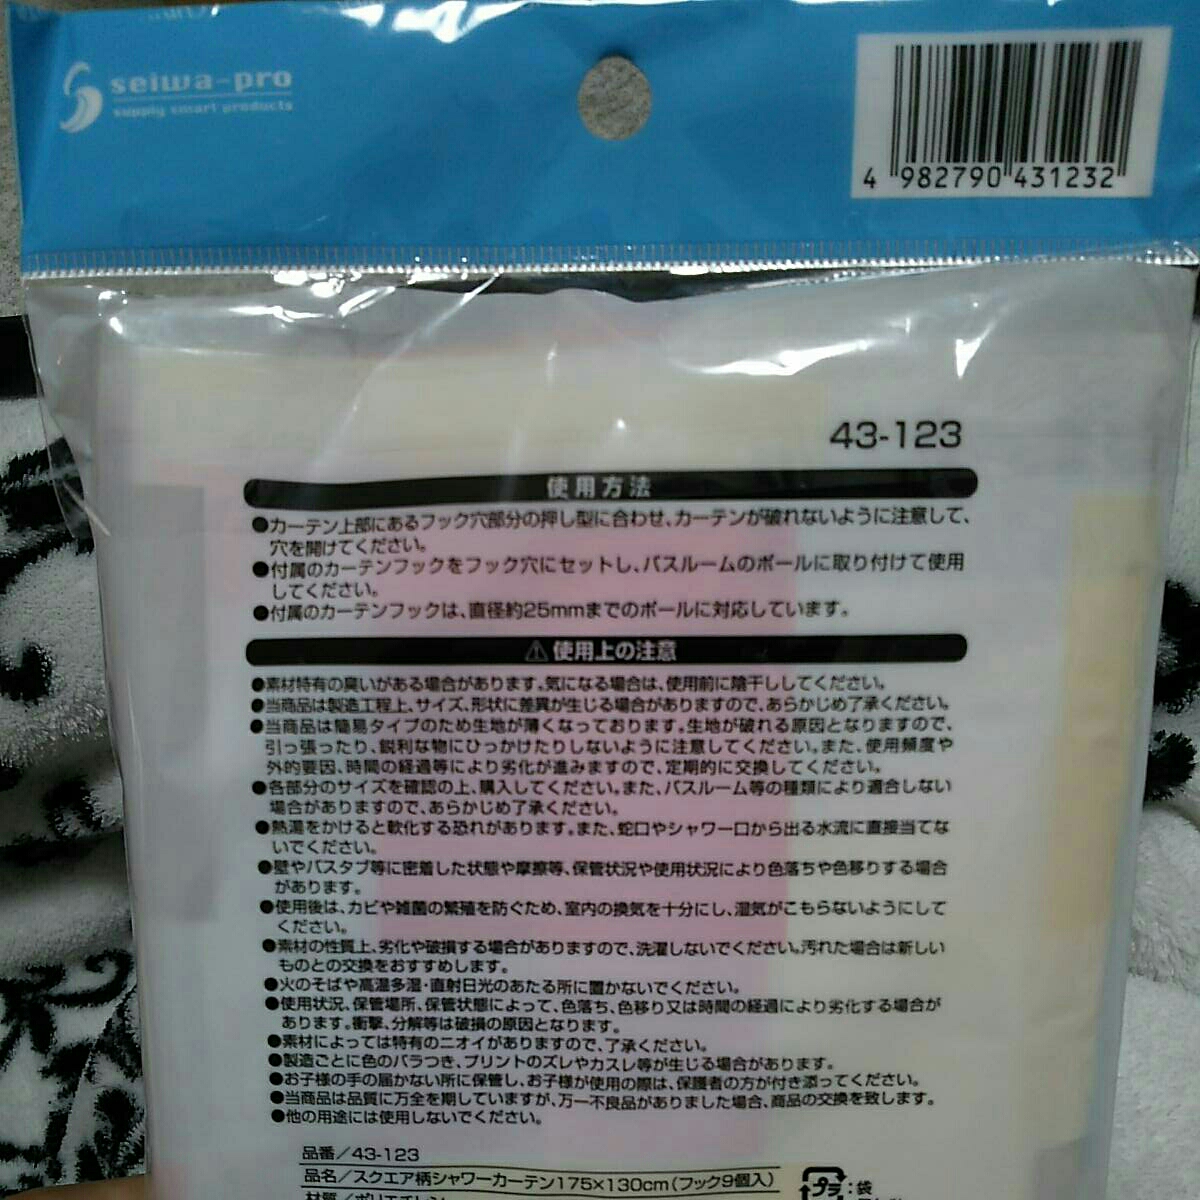 seiwa-pro
supply smart products
4 982790 431232
43-123
使用方法
●カーテン上部にあるフック穴部分の押し型に合わせ、カーテンが破れないように注意して、
穴を開けてください。
●付属のカーテンフックをフック穴にセットし、バスルームのポールに取り付けて使用
してください。
●付属のカーテンフックは、直径約25mmまでのポールに対応しています。
⚠使用上の注意
●素材特有の臭いがある場合があります。気になる場合は、使用前に陰干ししてください。
●当商品は製造工程上、サイズ、形状に差異が生じる場合がありますので、あらかじめ了承ください。
●当商品は簡易タイプのため生地が薄くなっております。生地が破れる原因となりますので、
引っ張ったり、鋭利な物にひっかけたりしないように注意してください。また、使用頻度や
外的要因、時間の経過等により劣化が進みますので、定期的に交換してください。
●各部分のサイズを確認の上、購入してください。また、バスルーム等の種類により適合しない
場合がありますので、あらかじめ了承ください。
●熱湯をかけると軟化する恐れがあります。また、蛇口やシャワー口から出る水流に直接当てな
いでください。
●壁やバスタブ等に密着した状態や摩擦等、保管状況や使用状況により色落ちや色移りする場合
があります。
●使用後は、カビや雑菌の繁殖を防ぐため、室内の換気を十分にし、湿気がこもらないようにして
ください。
●素材の性質上、劣化や破損する場合がありますので、洗濯しないでください。汚れた場合は新しい
ものとの交換をおすすめします。
●火のそばや高温多湿・直射日光のあたる所に置かないでください。
●使用状況、保管場所、保管状態によって、色落ち、色移り又は時間の経過により劣化する場合が
あります。衝撃、分解等は破損の原因となります。
●素材によっては特有のニオイがありますので、了承ください。
●製造ごとに色のバラつき、プリントのズレやカスレ等が生じる場合があります。
●お子様の手の届かない所に保管し、お子様が使用の際は、保護者の方が付き添ってください。
●当商品は品質に万全を期していますが、万一不良品がありました場合、商品の交換を致します。
●他の用途には使用しないでください。
品番/43-123
品名/スクエア柄シャワーカーテン175×130cm(フック9個入)
材質/ポリエチレン
プラ:袋